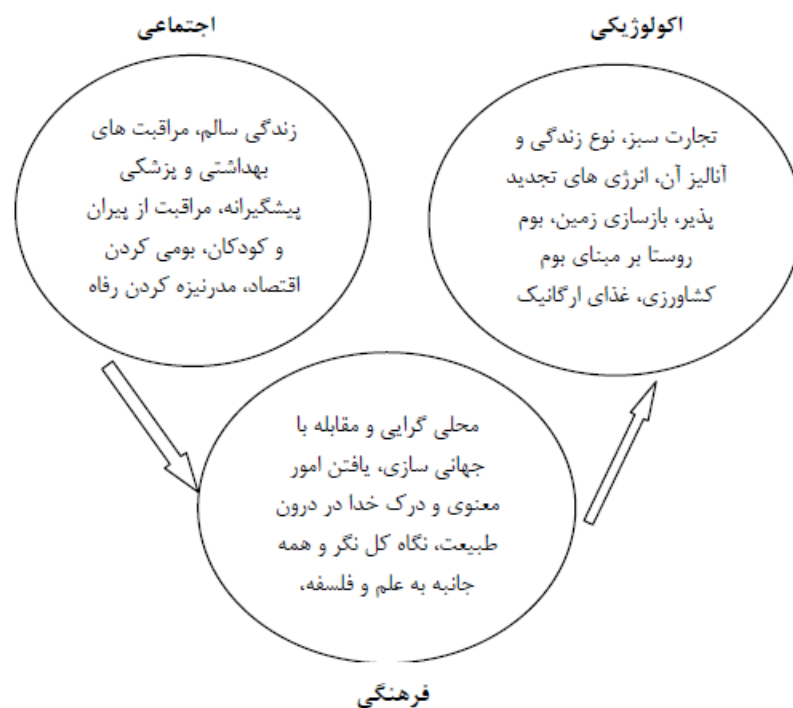 اکولوژیکی
تجارت سبز، نوع زندگی و
آنالیز آن، انرژی های تجدید
پذیر، بازسازی زمین، بوم
روستا بر مبنای بوم
کشاورزی، غذای ارگانیک
اجتماعی
زندگی سالم، مراقبت های
بهداشتی و پزشکی
پیشگیرانه، مراقبت از پیران
و کودکان، بومی کردن
اقتصاد، مدرنیزه کردن رفاه
محلی گرایی و مقابله با
جهانی سازی، یافتن امور
معنوی و درک خدا در درون
طبیعت، نگاه کل نگر و همه
جانبه به علم و فلسفه،
فرهنگی